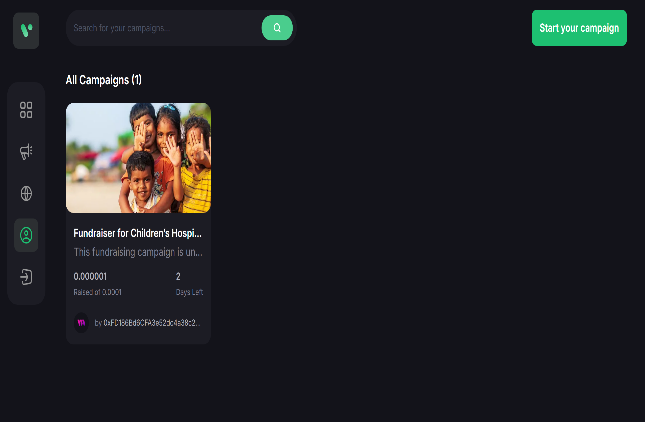 Search for your campaigns...
Start your campaign
All Campaigns (1)
Fundraiser for Children's Hospi...
This fundraising campaign is un...
0.000001 2
Raised of 0.0001 Days Left
by 0xFD186Bd6CFA3e52dc4a38c2...